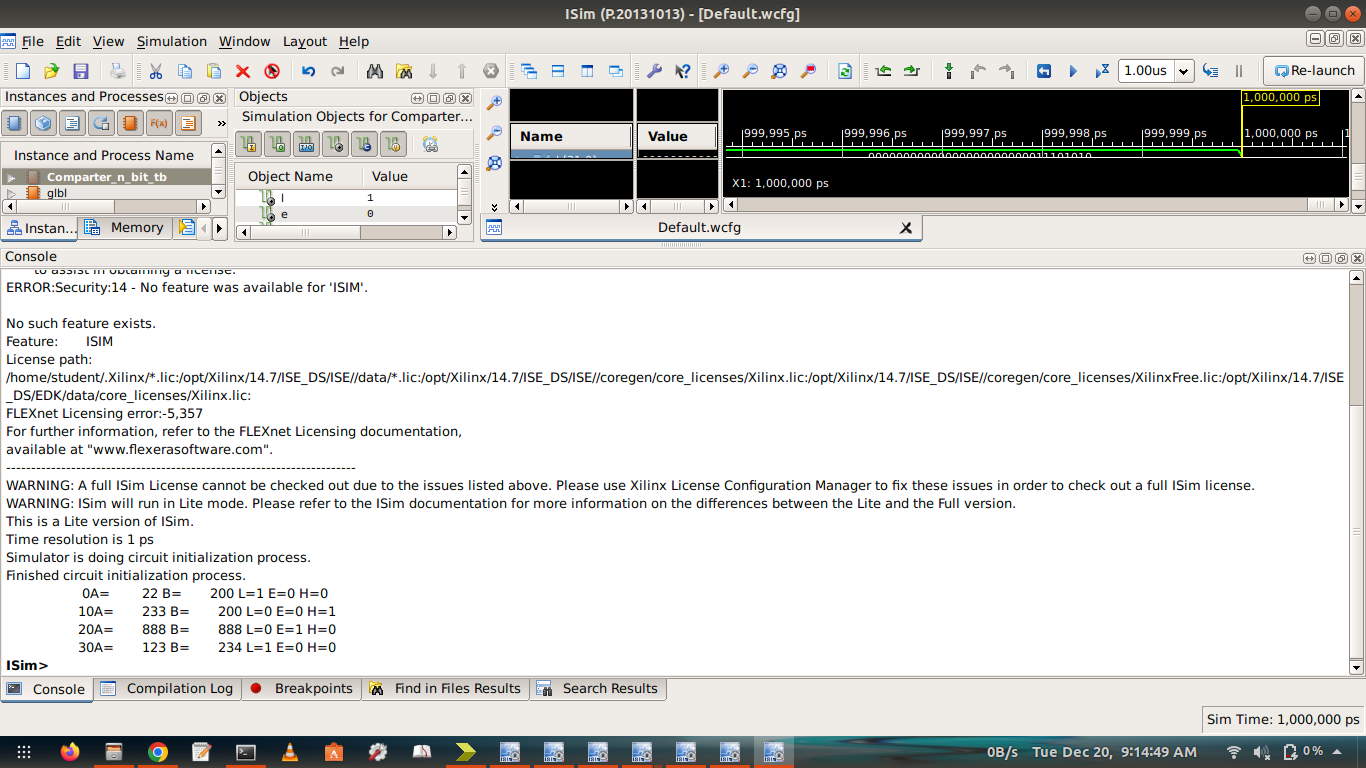 ISim (P.20131013) - [Default.wcfg]
File Edit View Simulation Window Layout Help
1.00us
Re-launch
Instances and Processes
Instance and Process Name
Comparter_n_bit_tb
glbl
Instan...
Memory
Objects
Simulation Objects for Comparter...
Object Name Value
l 1
e 0
Name
Value
1,000,000 ps
999,995 ps 999,996 ps 999,997 ps 999,998 ps 999,999 ps 1,000,000 ps
X1: 1,000,000 ps
Default.wcfg
Console
to assist in obtaining a license.
ERROR:Security:14 - No feature was available for 'ISIM'.
No such feature exists.
Feature: ISIM
License path:
/home/student/.Xilinx/*.lic:/opt/Xilinx/14.7/ISE_DS/ISE//data/*.lic:/opt/Xilinx/14.7/ISE_DS/ISE//coregen/core_licenses/Xilinx.lic:/opt/Xilinx/14.7/ISE_DS/ISE//coregen/core_licenses/XilinxFree.lic:/opt/Xilinx/14.7/ISE
_DS/EDK/data/core_licenses/Xilinx.lic:
FLEXnet Licensing error:-5,357
For further information, refer to the FLEXnet Licensing documentation,
available at "www.flexerasoftware.com".
----------------------------------------------------------------------
WARNING: A full ISim License cannot be checked out due to the issues listed above. Please use Xilinx License Configuration Manager to fix these issues in order to check out a full ISim license.
WARNING: ISim will run in Lite mode. Please refer to the ISim documentation for more information on the differences between the Lite and the Full version.
This is a Lite version of ISim.
Time resolution is 1 ps
Simulator is doing circuit initialization process.
Finished circuit initialization process.
0A= 22 B= 200 L=1 E=0 H=0
10A= 233 B= 200 L=0 E=0 H=1
20A= 888 B= 888 L=0 E=1 H=0
30A= 123 B= 234 L=1 E=0 H=0
ISim>
Console Compilation Log Breakpoints Find in Files Results Search Results
Sim Time: 1,000,000 ps
0B/s Tue Dec 20, 9:14:49 AM 0 %